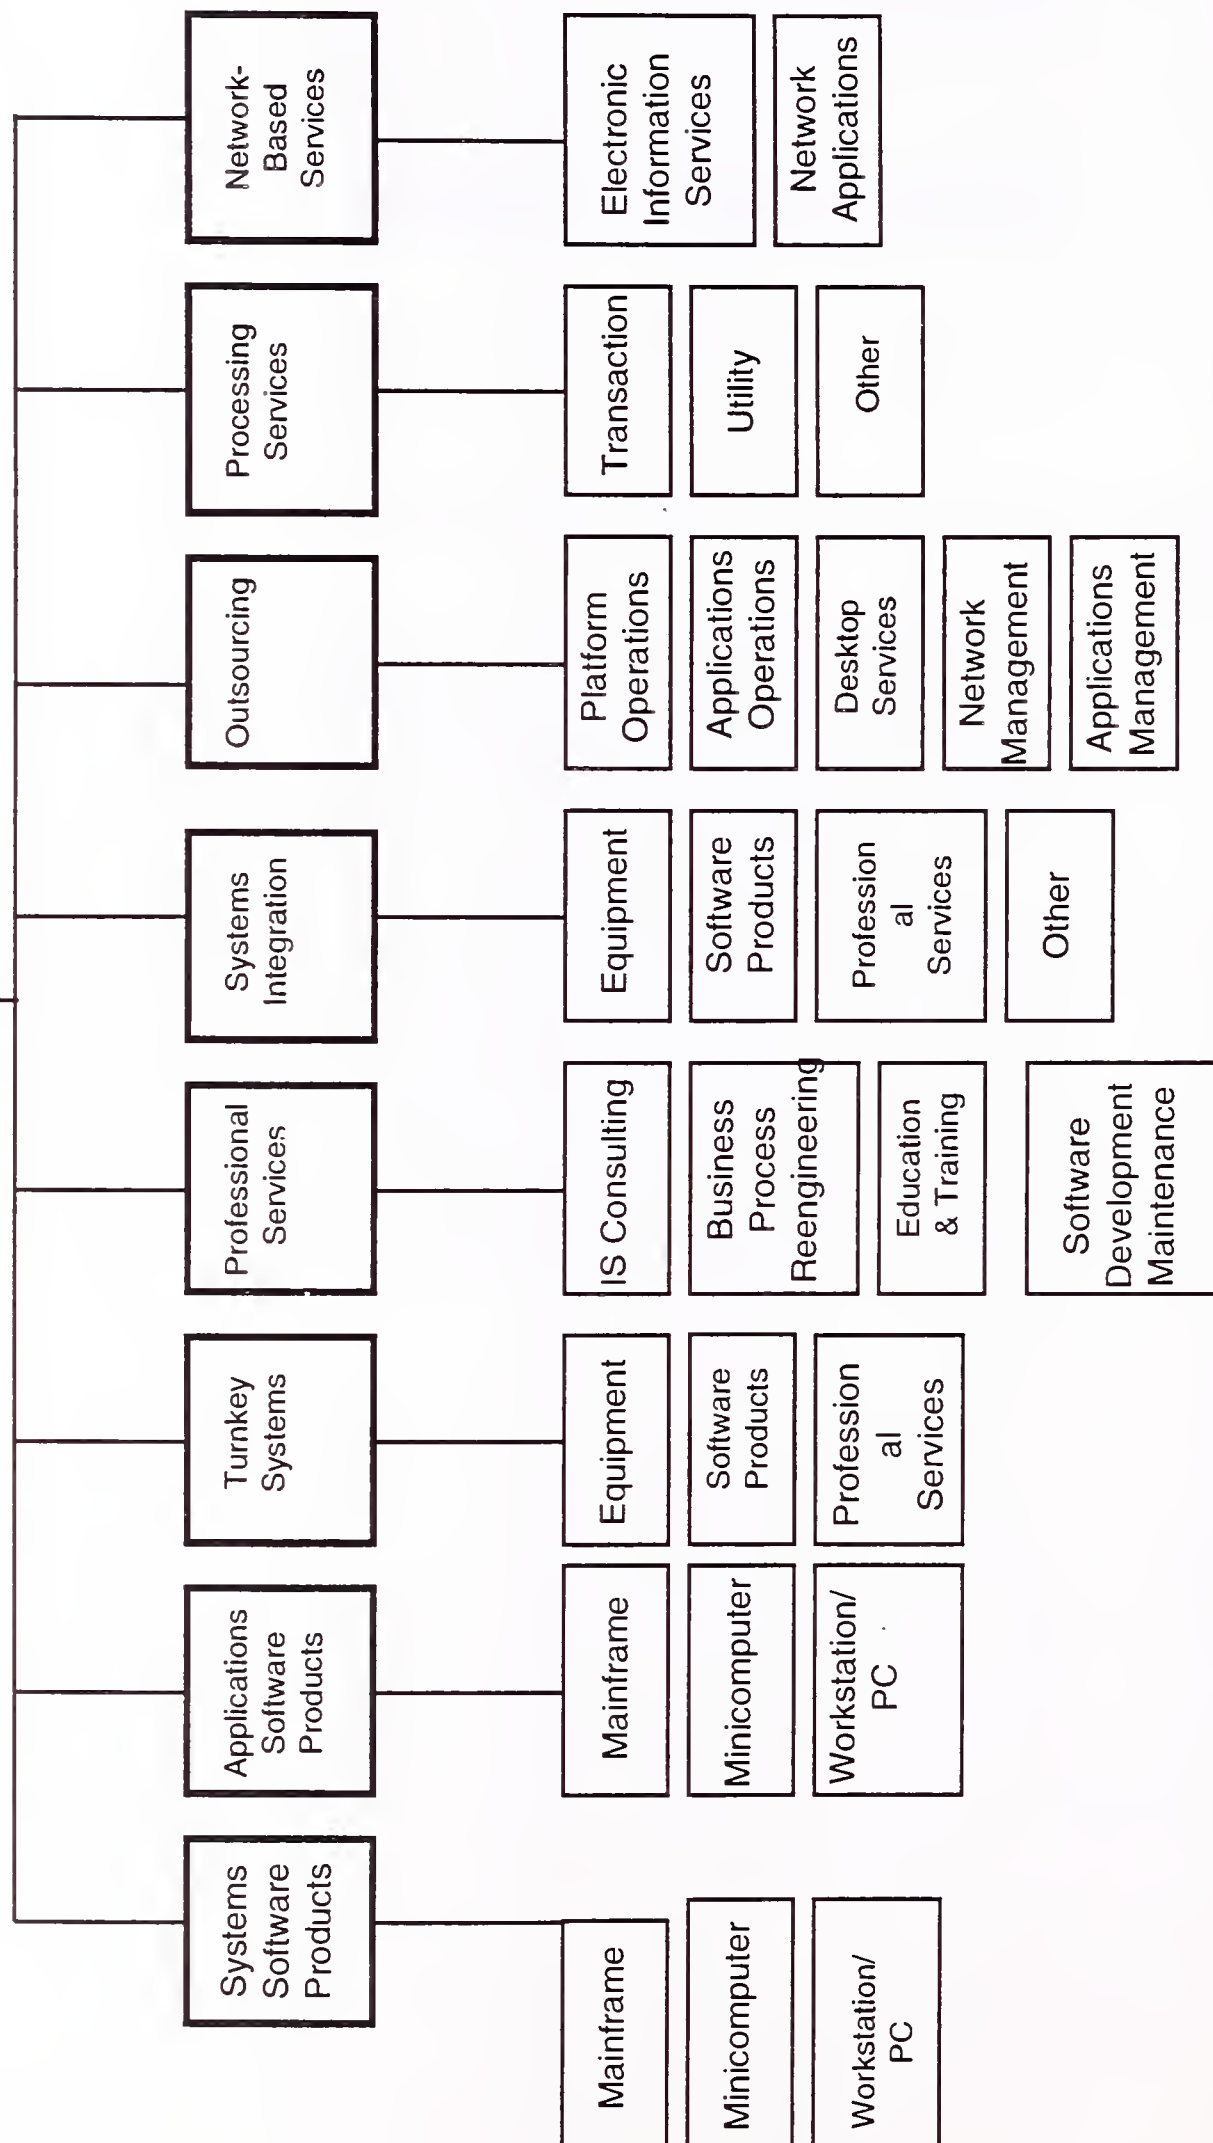 Systems
Software
Products
Mainframe
Minicomputer
Workstation/
PC
Applications
Software
Products
Mainframe
Minicomputer
Workstation/
PC
Turnkey
Systems
Equipment
Software
Products
Profession
al
Services
Professional
Services
IS Consulting
Business
Process
Reengineering
Education
& Training
Software
Development
Maintenance
Systems
Integration
Equipment
Software
Products
Profession
al
Services
Other
Outsourcing
Platform
Operations
Applications
Operations
Desktop
Services
Network
Management
Applications
Management
Processing
Services
Transaction
Utility
Other
Network-
Based
Services
Electronic
Information
Services
Network
Applications